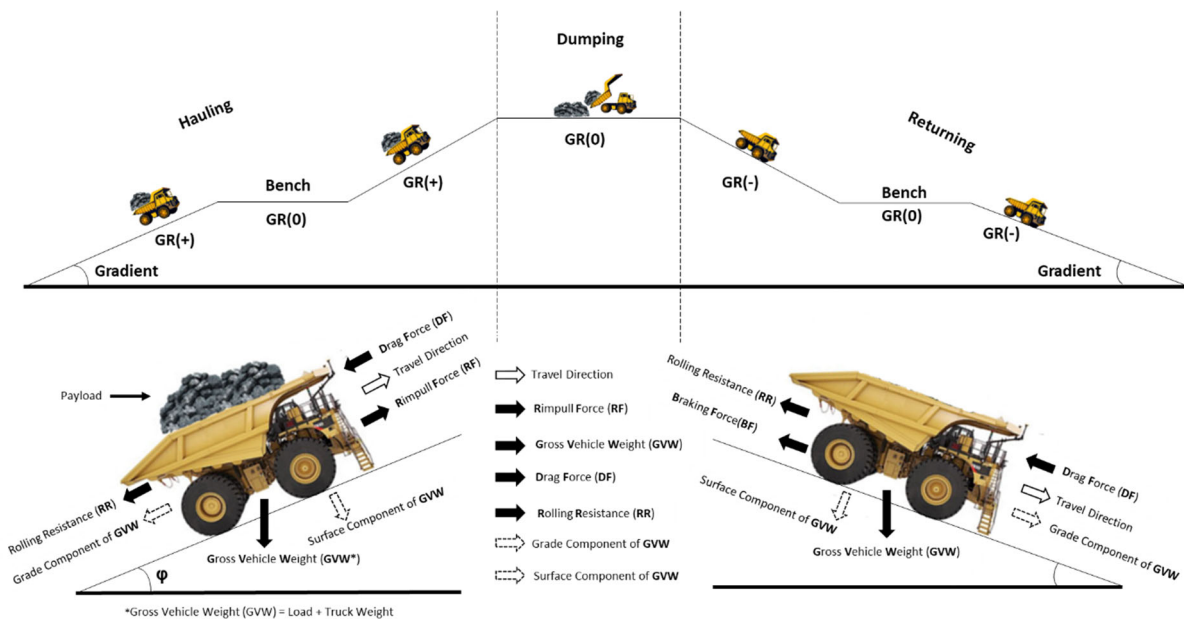 Dumping
Hauling
Returning
GR(0)
GR(+)
GR(-)
Bench
GR(0)
Bench
GR(0)
GR(+)
GR(-)
Gradient
Gradient
Drag Force (DF)
Travel Direction
Rimpull Force (RF)
Payload
Rolling Resistance (RR)
Grade Component of GVW
Surface Component of GVW
Gross Vehicle Weight (GVW*)
φ
*Gross Vehicle Weight (GVW) = Load + Truck Weight
Travel Direction
Rimpull Force (RF)
Gross Vehicle Weight (GVW)
Drag Force (DF)
Rolling Resistance (RR)
Grade Component of GVW
Surface Component of GVW
Rolling Resistance (RR)
Braking Force(BF)
Surface Component of GVW
Gross Vehicle Weight (GVW)
Drag Force (DF)
Travel Direction
Grade Component of GVW